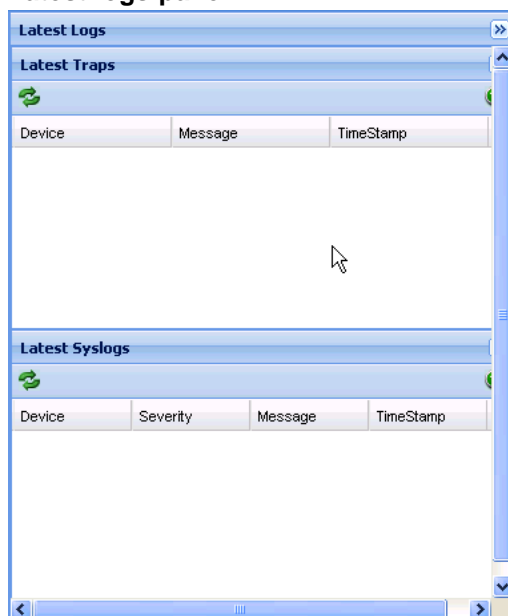 Latest Logs
Latest Traps
Device Message TimeStamp
Latest Syslogs
Device Severity Message TimeStamp